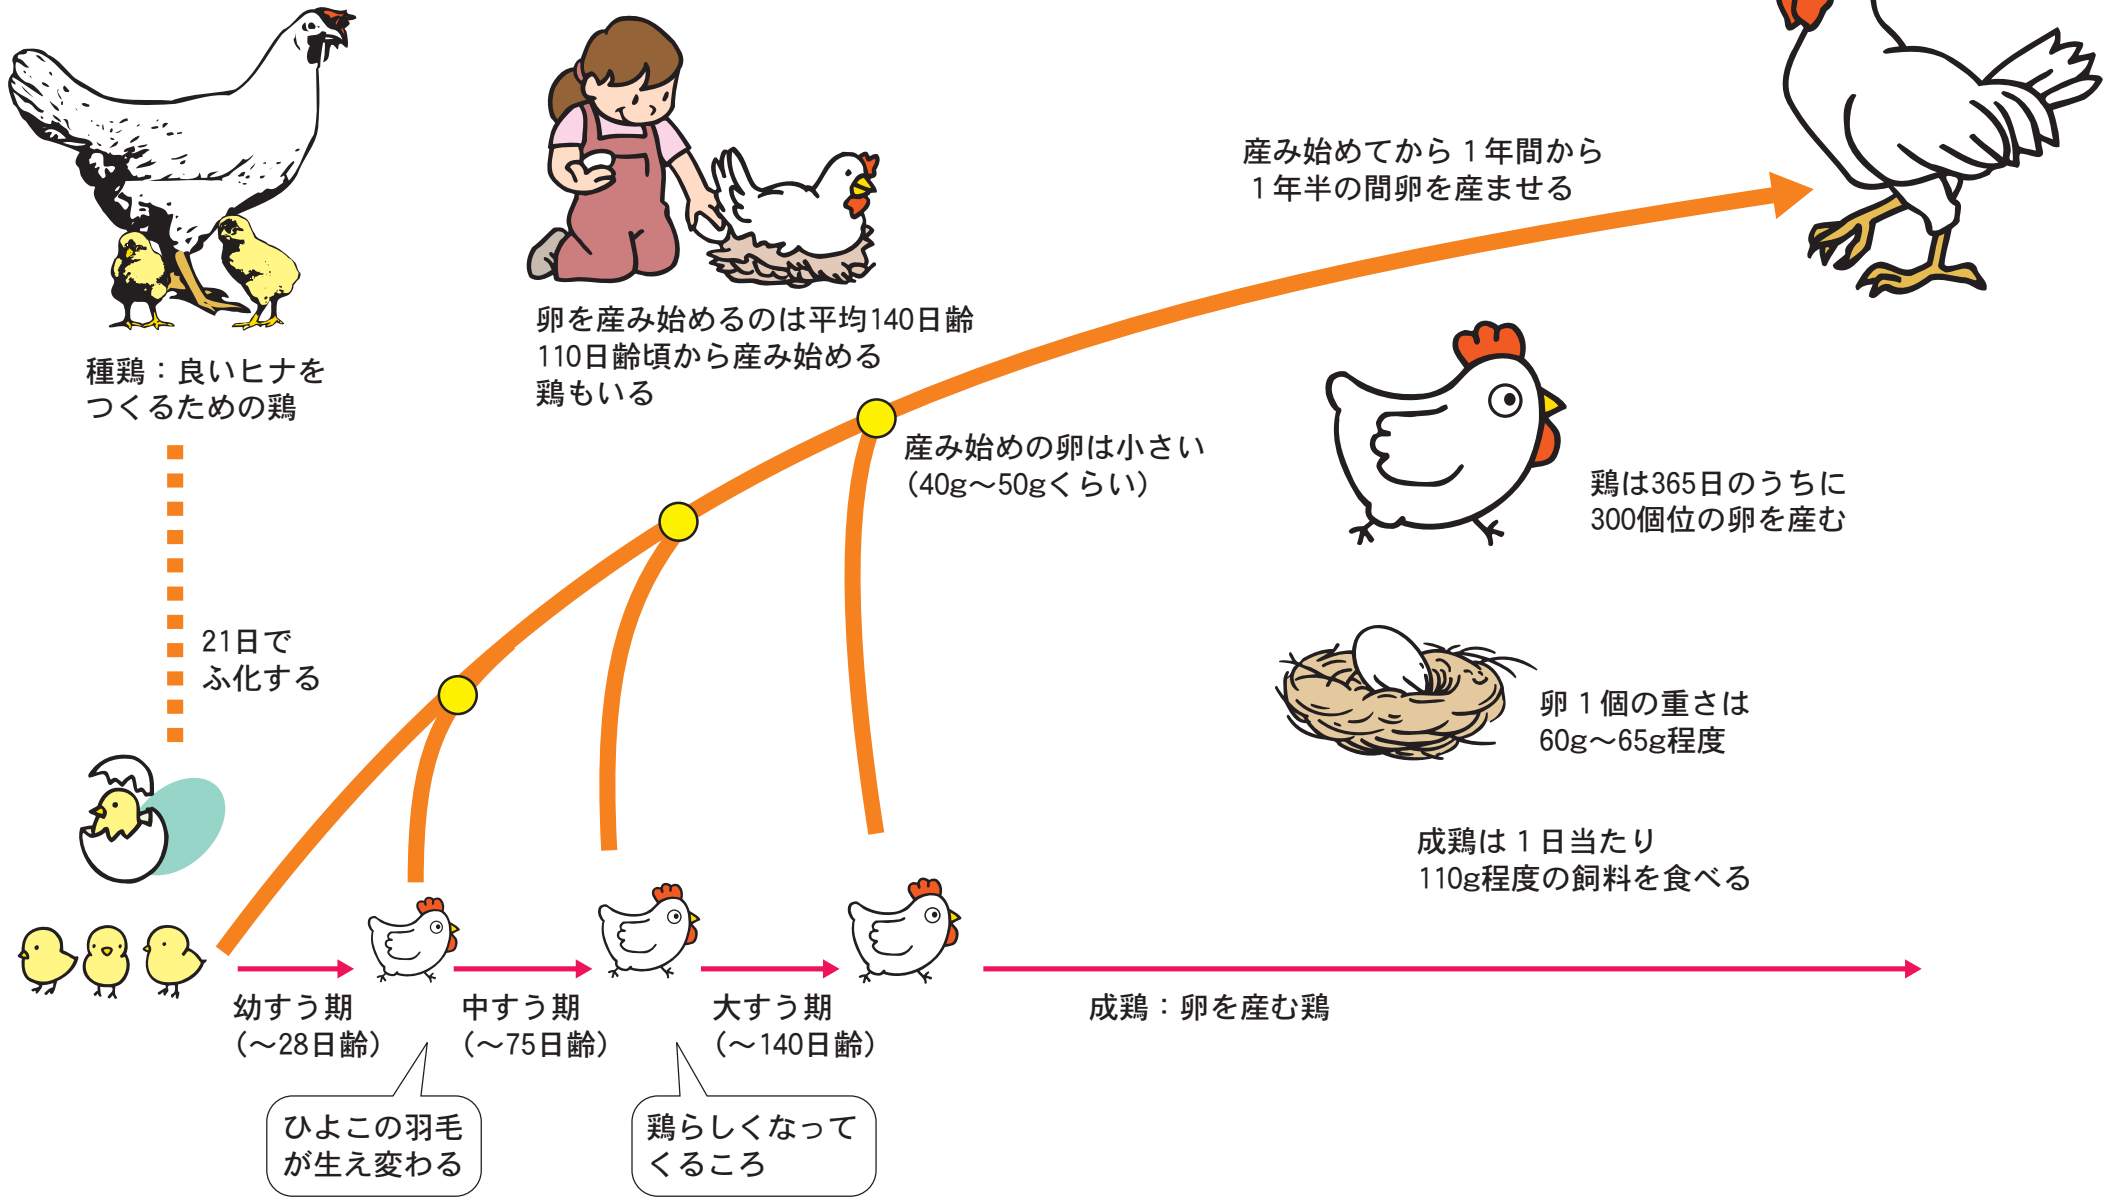 種鶏：良いヒナを
つくるための鶏
21日で
ふ化する
卵を産み始めるのは平均140日齢
110日齢頃から産み始める
鶏もいる
産み始めの卵は小さい
（40g〜50gくらい）
産み始めてから１年間から
１年半の間卵を産ませる
鶏は365日のうちに
300個位の卵を産む
卵１個の重さは
60g〜65g程度
成鶏は１日当たり
110g程度の飼料を食べる
幼すう期
（〜28日齢）
中すう期
（〜75日齢）
大すう期
（〜140日齢）
成鶏：卵を産む鶏
ひよこの羽毛
が生え変わる
鶏らしくなって
くるころ